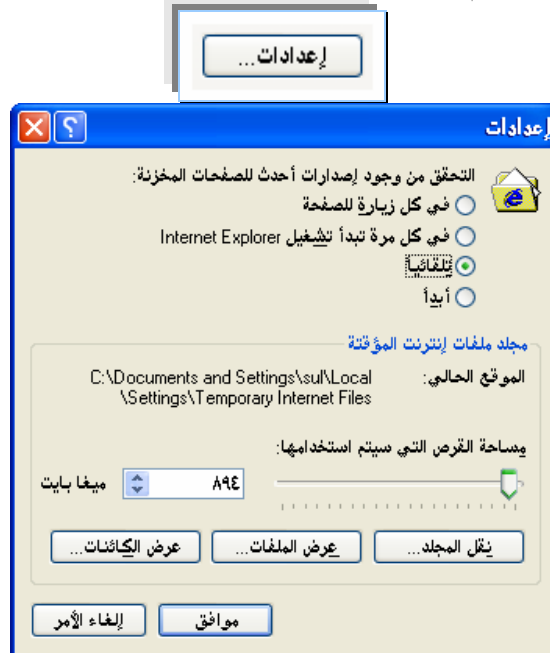 إعدادات...
إعدادات
التحقق من وجود إصدارات أحدث للصفحات المخزنة:
في كل زيارة للصفحة
في كل مرة تبدأ تشغيل Internet Explorer
تلقائياً
أبدأ
مجلد ملفات إنترنت المؤقتة
الموقع الحالي: C:\Documents and Settings\sul\Local
\Settings\Temporary Internet Files
مساحة القرص التي سيتم استخدامها:
٨٩٤ ميغا بايت
نقل المجلد... عرض الملفات... عرض الكائنات...
موافق إلغاء الأمر